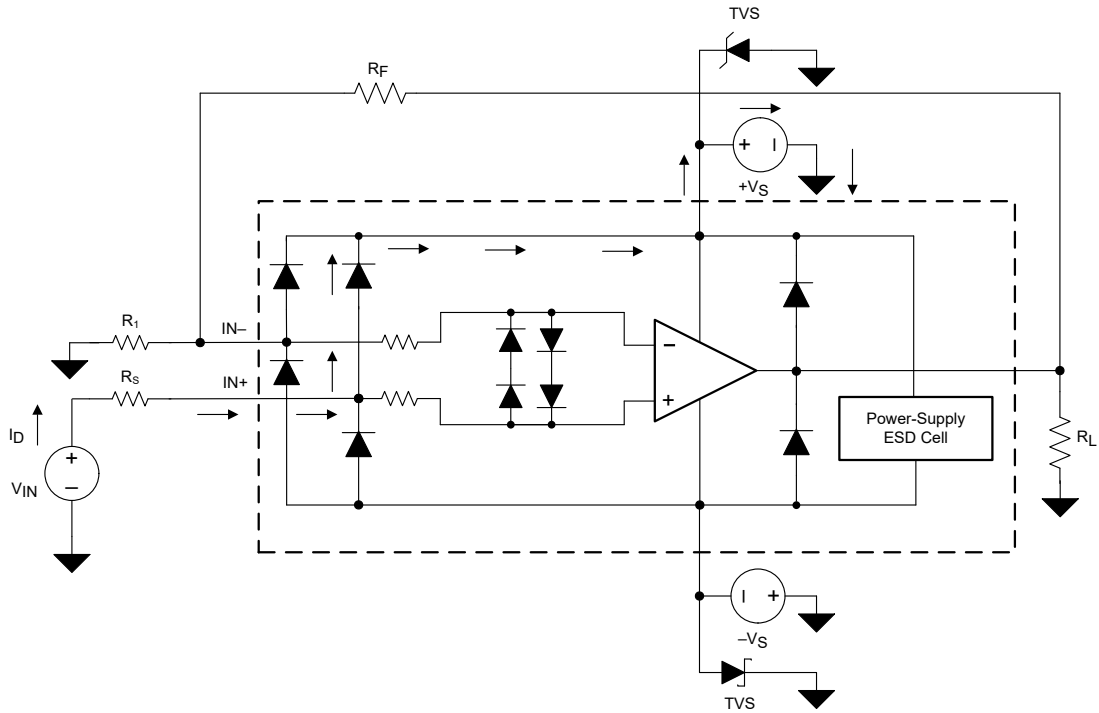 TVS
RF
+ –
+VS
R1
IN–
RS
IN+
–
+
Power-Supply
ESD Cell
ID
+
–
VIN
RL
– +
–VS
TVS